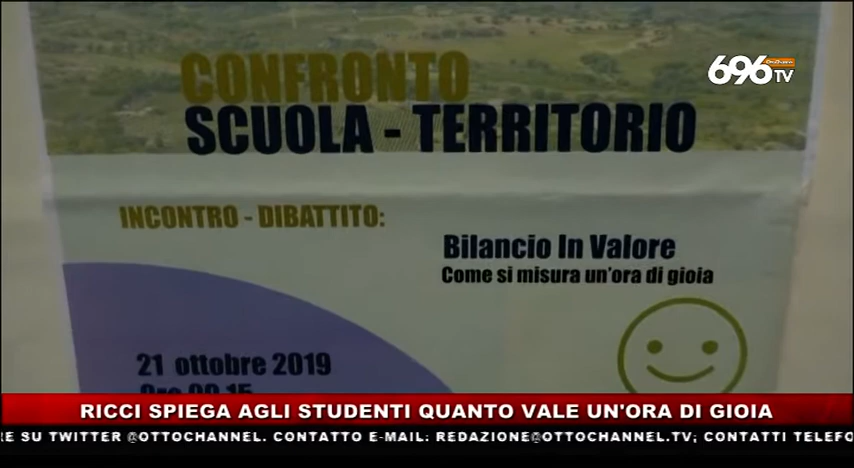 CONFRONTO
696
TV
SCUOLA - TERRITORIO
INCONTRO - DIBATTITO:
Bilancio In Valore
Come si misura un'ora di gioia
21 ottobre 2019
RICCI SPIEGA AGLI STUDENTI QUANTO VALE UN'ORA DI GIOIA
RE SU TWITTER @OTTOCHANNEL. CONTATTO E-MAIL: REDAZIONE@OTTOCHANNEL.TV; CONTATTI TELEFO